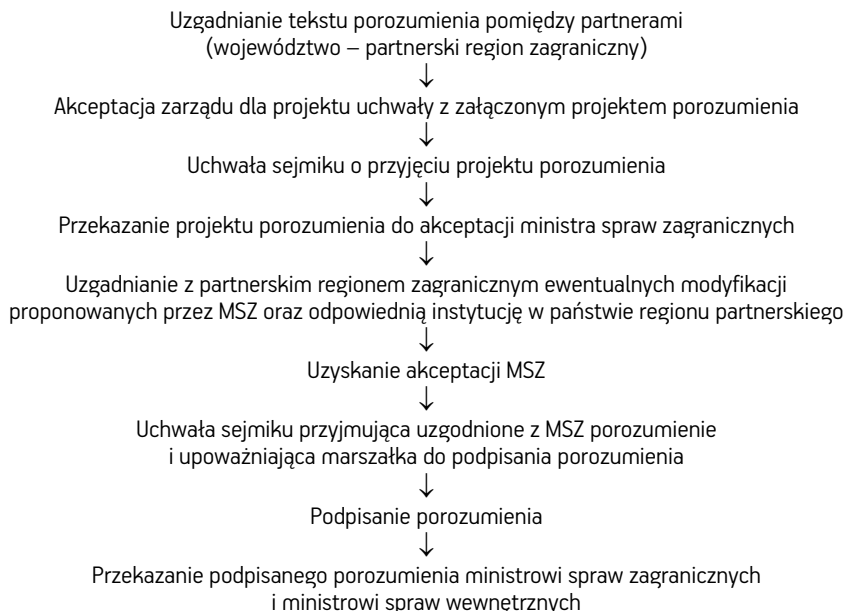 Uzgadnianie tekstu porozumienia pomiędzy partnerami
(województwo – partnerski region zagraniczny)
↓
Akceptacja zarządu dla projektu uchwały z załączonym projektem porozumienia
↓
Uchwała sejmiku o przyjęciu projektu porozumienia
↓
Przekazanie projektu porozumienia do akceptacji ministra spraw zagranicznych
↓
Uzgadnianie z partnerskim regionem zagranicznym ewentualnych modyfikacji
proponowanych przez MSZ oraz odpowiednią instytucję w państwie regionu partnerskiego
↓
Uzyskanie akceptacji MSZ
↓
Uchwała sejmiku przyjmująca uzgodnione z MSZ porozumienie
i upoważniająca marszałka do podpisania porozumienia
↓
Podpisanie porozumienia
↓
Przekazanie podpisanego porozumienia ministrowi spraw zagranicznych
i ministrowi spraw wewnętrznych